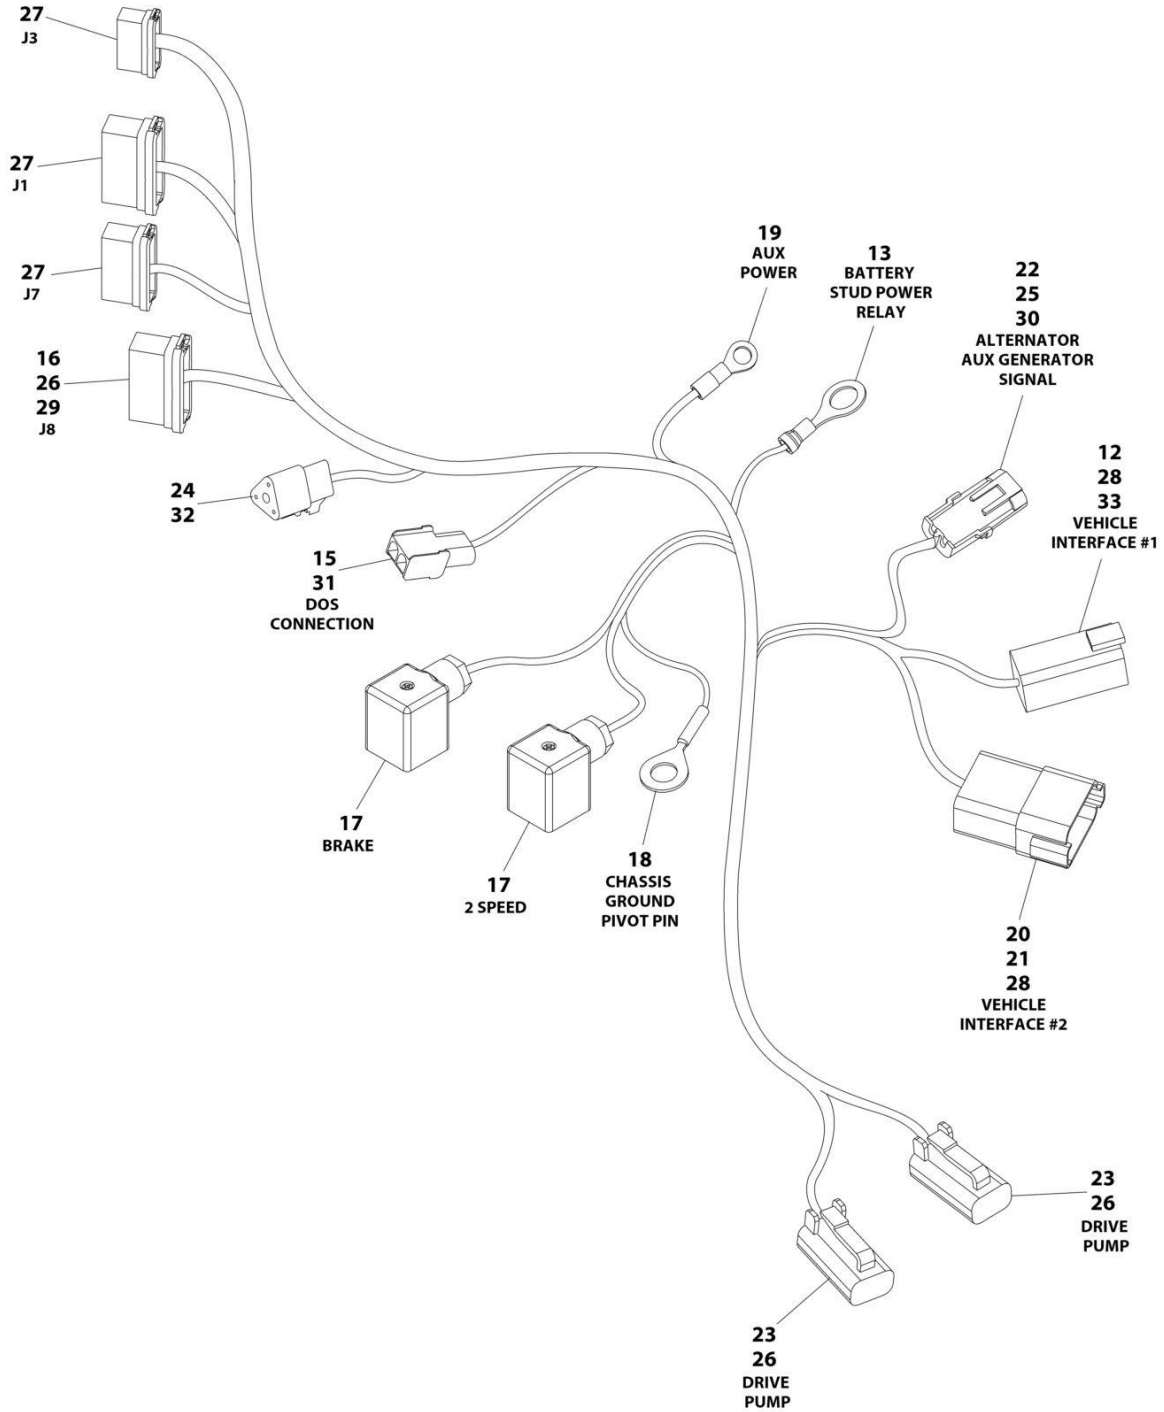 27
J3
27
J1
27
J7
16
26
29
J8
24
32
15
31
DOS
CONNECTION
19
AUX
POWER
13
BATTERY
STUD POWER
RELAY
22
25
30
ALTERNATOR
AUX GENERATOR
SIGNAL
12
28
33
VEHICLE
INTERFACE #1
17
BRAKE
17
2 SPEED
18
CHASSIS
GROUND
PIVOT PIN
20
21
28
VEHICLE
INTERFACE #2
23
26
DRIVE
PUMP
23
26
DRIVE
PUMP